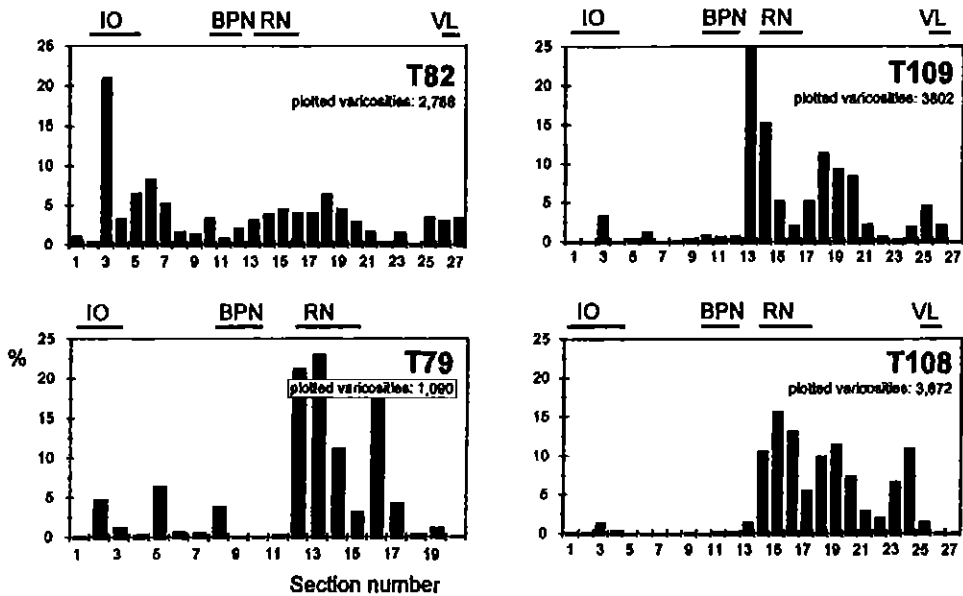 IO BPN RN VL
26
20
15
10
5
0
T82
plotted varicosities: 2,788
1 3 5 7 9 11 13 15 17 19 21 23 25 27
IO BPN RN VL
25
20
15
10
5
0
T109
plotted varicosities: 3802
1 3 5 7 9 11 13 15 17 19 21 23 25 27
IO BPN RN
%
25
20
15
10
5
0
T79
plotted varicosities: 1,090
1 3 5 7 9 11 13 15 19
Section number
IO BPN RN VL
25
20
15
10
5
0
T108
plotted varicosities: 3,672
1 3 5 7 9 11 13 15 17 19 21 23 25 27